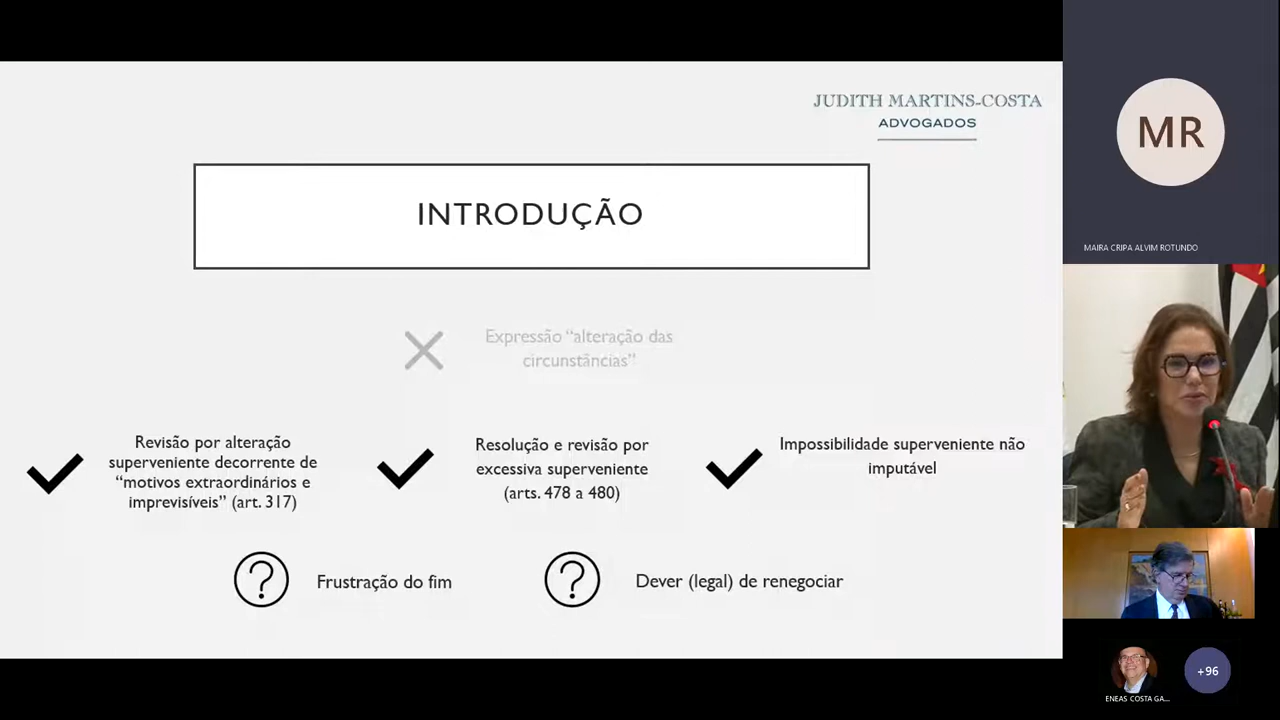 JUDITH MARTINS-COSTA
ADVOGADOS
INTRODUÇÃO
Expressão “alteração das
circunstâncias”
Revisão por alteração
superveniente decorrente de
“motivos extraordinários e
imprevisíveis” (art. 317)
Resolução e revisão por
excessiva superveniente
(arts. 478 a 480)
Impossibilidade superveniente não
imputável
Frustração do fim
Dever (legal) de renegociar
MR
MAIRA CRIPA ALVIM ROTUNDO
ENEAS COSTA GA...
+96